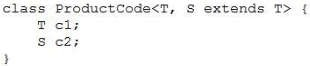 class ProductCode<T, S extends T> {
    T c1;
    S c2;
}